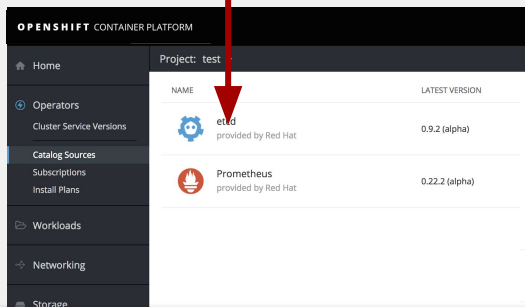 OPENSHIFT CONTAINER PLATFORM
Home
Project: test
Operators
Cluster Service Versions
Catalog Sources
Subscriptions
Install Plans
Workloads
Networking
Storage
NAME LATEST VERSION
etcd
provided by Red Hat
0.9.2 (alpha)
Prometheus
provided by Red Hat
0.22.2 (alpha)